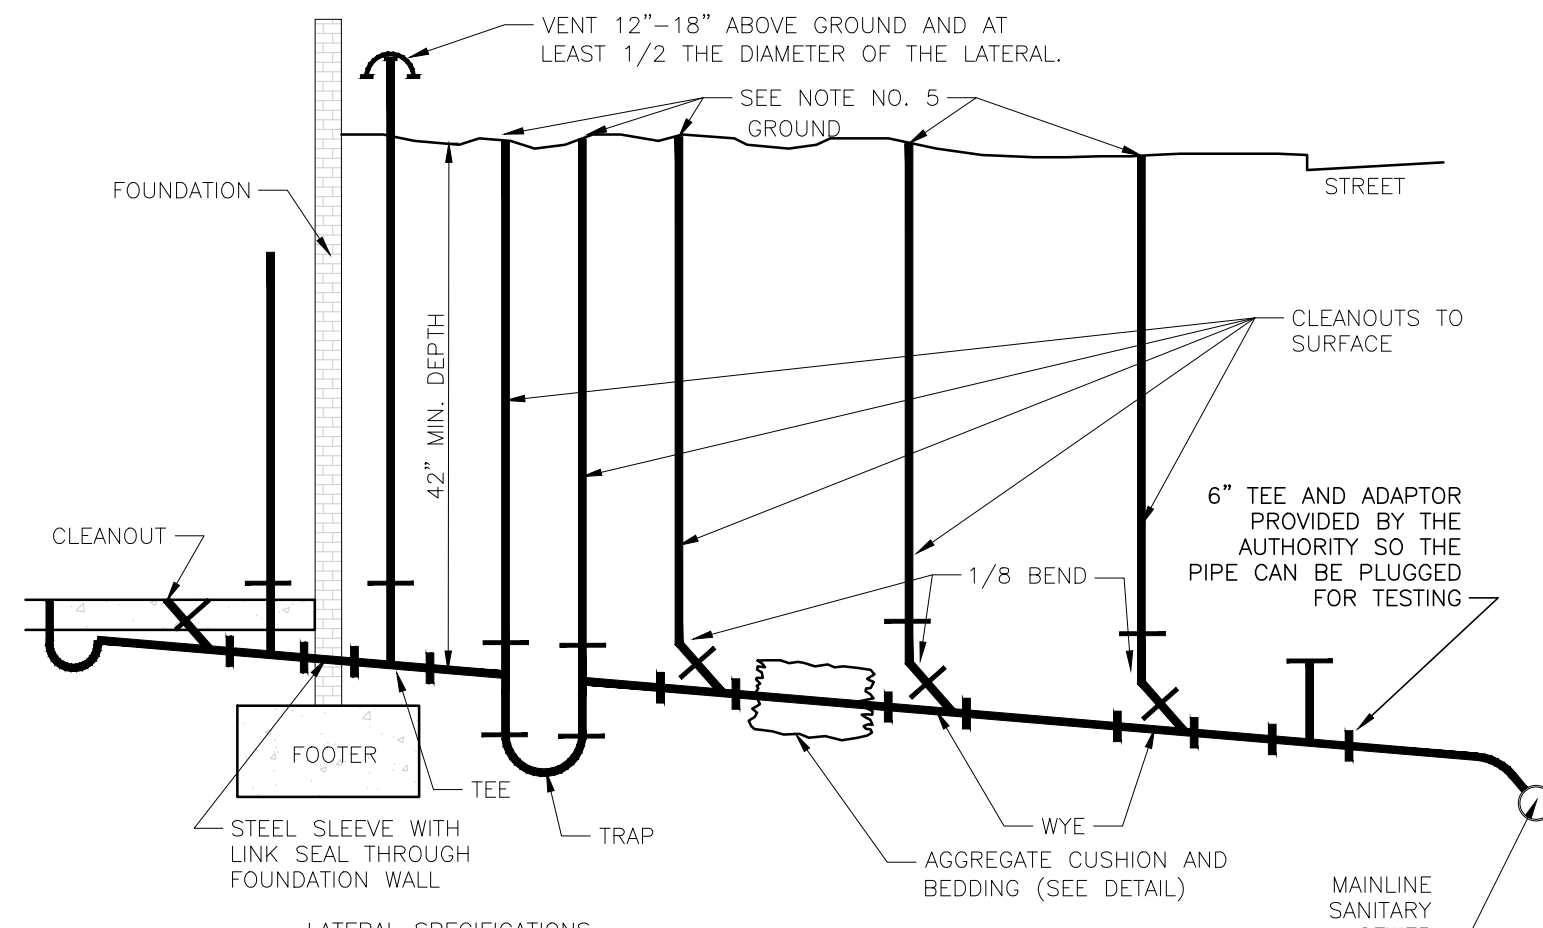 VENT 12"–18" ABOVE GROUND AND AT
LEAST 1/2 THE DIAMETER OF THE LATERAL.
SEE NOTE NO. 5
GROUND
FOUNDATION
STREET
42" MIN. DEPTH
CLEANOUTS TO
SURFACE
6" TEE AND ADAPTOR
PROVIDED BY THE
AUTHORITY SO THE
PIPE CAN BE PLUGGED
FOR TESTING
CLEANOUT
1/8 BEND
FOOTER
TEE
STEEL SLEEVE WITH
LINK SEAL THROUGH
FOUNDATION WALL
TRAP
WYE
AGGREGATE CUSHION AND
BEDDING (SEE DETAIL)
MAINLINE
SANITARY
SEWER
LATERAL SPECIFICATIONS